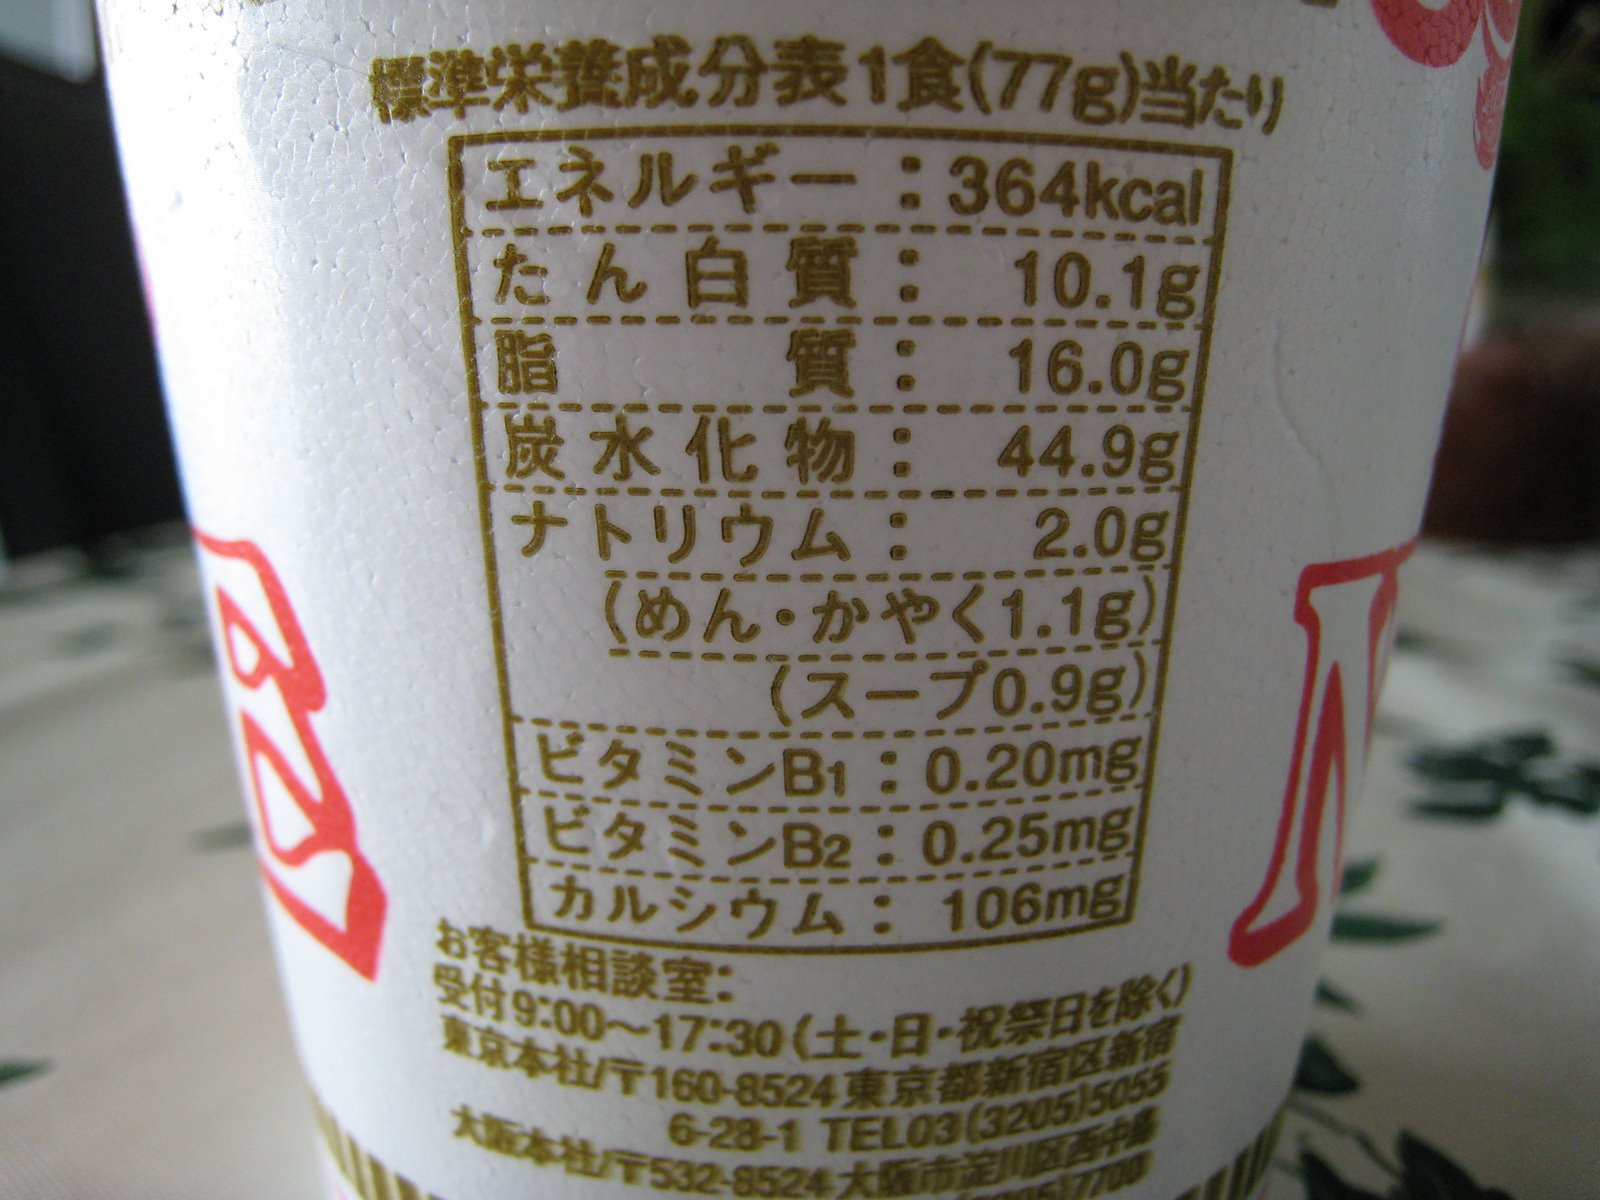 標準栄養成分表1食(77g)当たり
エネルギー:364kcal
たん白質:10.1g
脂質:16.0g
炭水化物:44.9g
ナトリウム:2.0g
(めん・かやく1.1g)
(スープ0.9g)
ビタミンB1:0.20mg
ビタミンB2:0.25mg
カルシウム:106mg
お客様相談室:
受付9:00〜17:30(土・日・祝祭日を除く)
東京本社/〒160-8524東京都新宿区新宿
6-28-1 TEL03(3205)5055
大阪本社/〒532-8524大阪市淀川区西中島